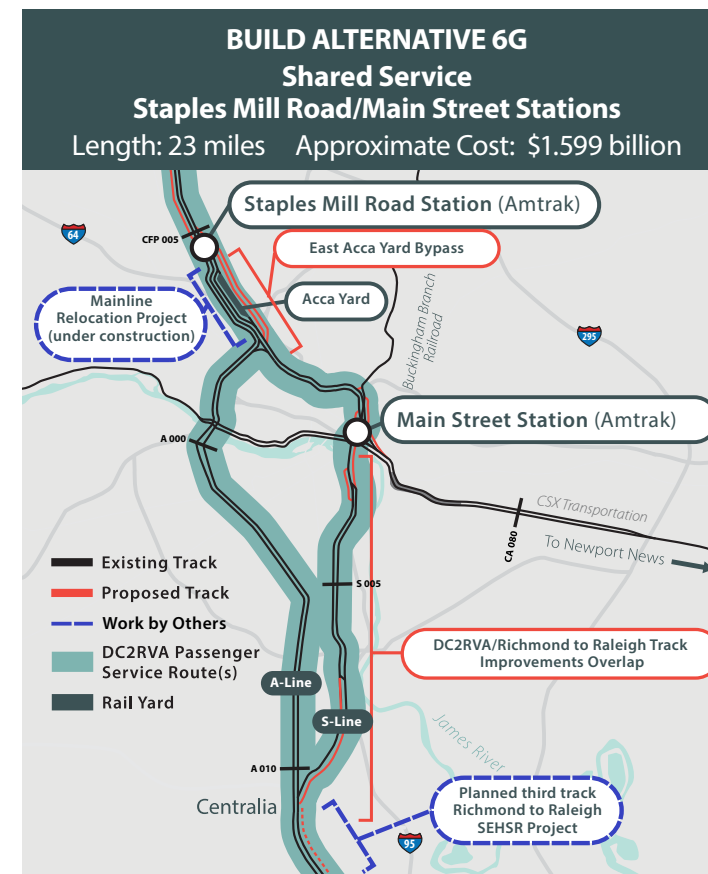 BUILD ALTERNATIVE 6G
Shared Service
Staples Mill Road/Main Street Stations
Length: 23 miles Approximate Cost: $1.599 billion
Staples Mill Road Station (Amtrak)
64
CFP 005
East Acca Yard Bypass
Mainline
Relocation Project
(under construction)
Acca Yard
Buckingham Branch
Railroad
295
Main Street Station (Amtrak)
A 000
CSX Transportation
CA 080
To Newport News
Existing Track
Proposed Track
Work by Others
DC2RVA Passenger
Service Route(s)
Rail Yard
S 005
DC2RVA/Richmond to Raleigh Track
Improvements Overlap
A-Line
S-Line
James River
A 010
Centralia
Planned third track
Richmond to Raleigh
SEHSR Project
95